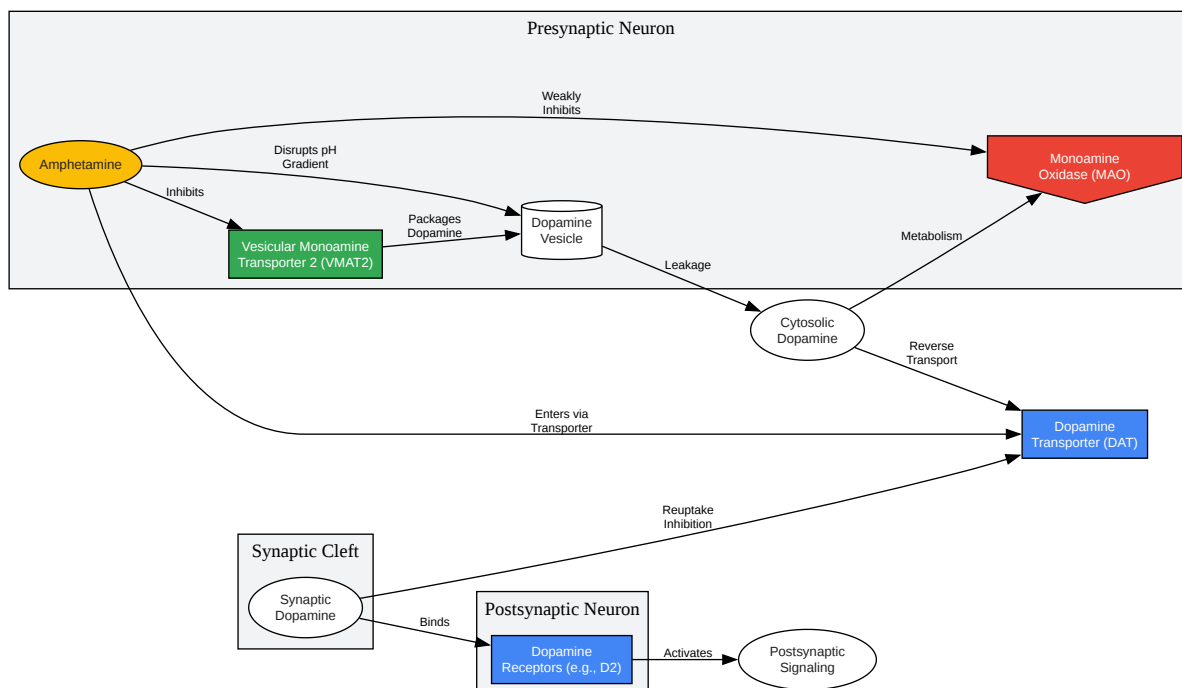 Presynaptic Neuron
Weakly
Inhibits
Amphetamine
Disrupts pH
Gradient
Monoamine
Oxidase (MAO)
Inhibits
Vesicular Monoamine
Transporter 2 (VMAT2)
Packages
Dopamine
Dopamine
Vesicle
Metabolism
Leakage
Cytosolic
Dopamine
Reverse
Transport
Enters via
Transporter
Dopamine
Transporter (DAT)
Reuptake
Inhibition
Synaptic Cleft
Synaptic
Dopamine
Binds
Postsynaptic Neuron
Dopamine
Receptors (e.g., D2)
Activates
Postsynaptic
Signaling